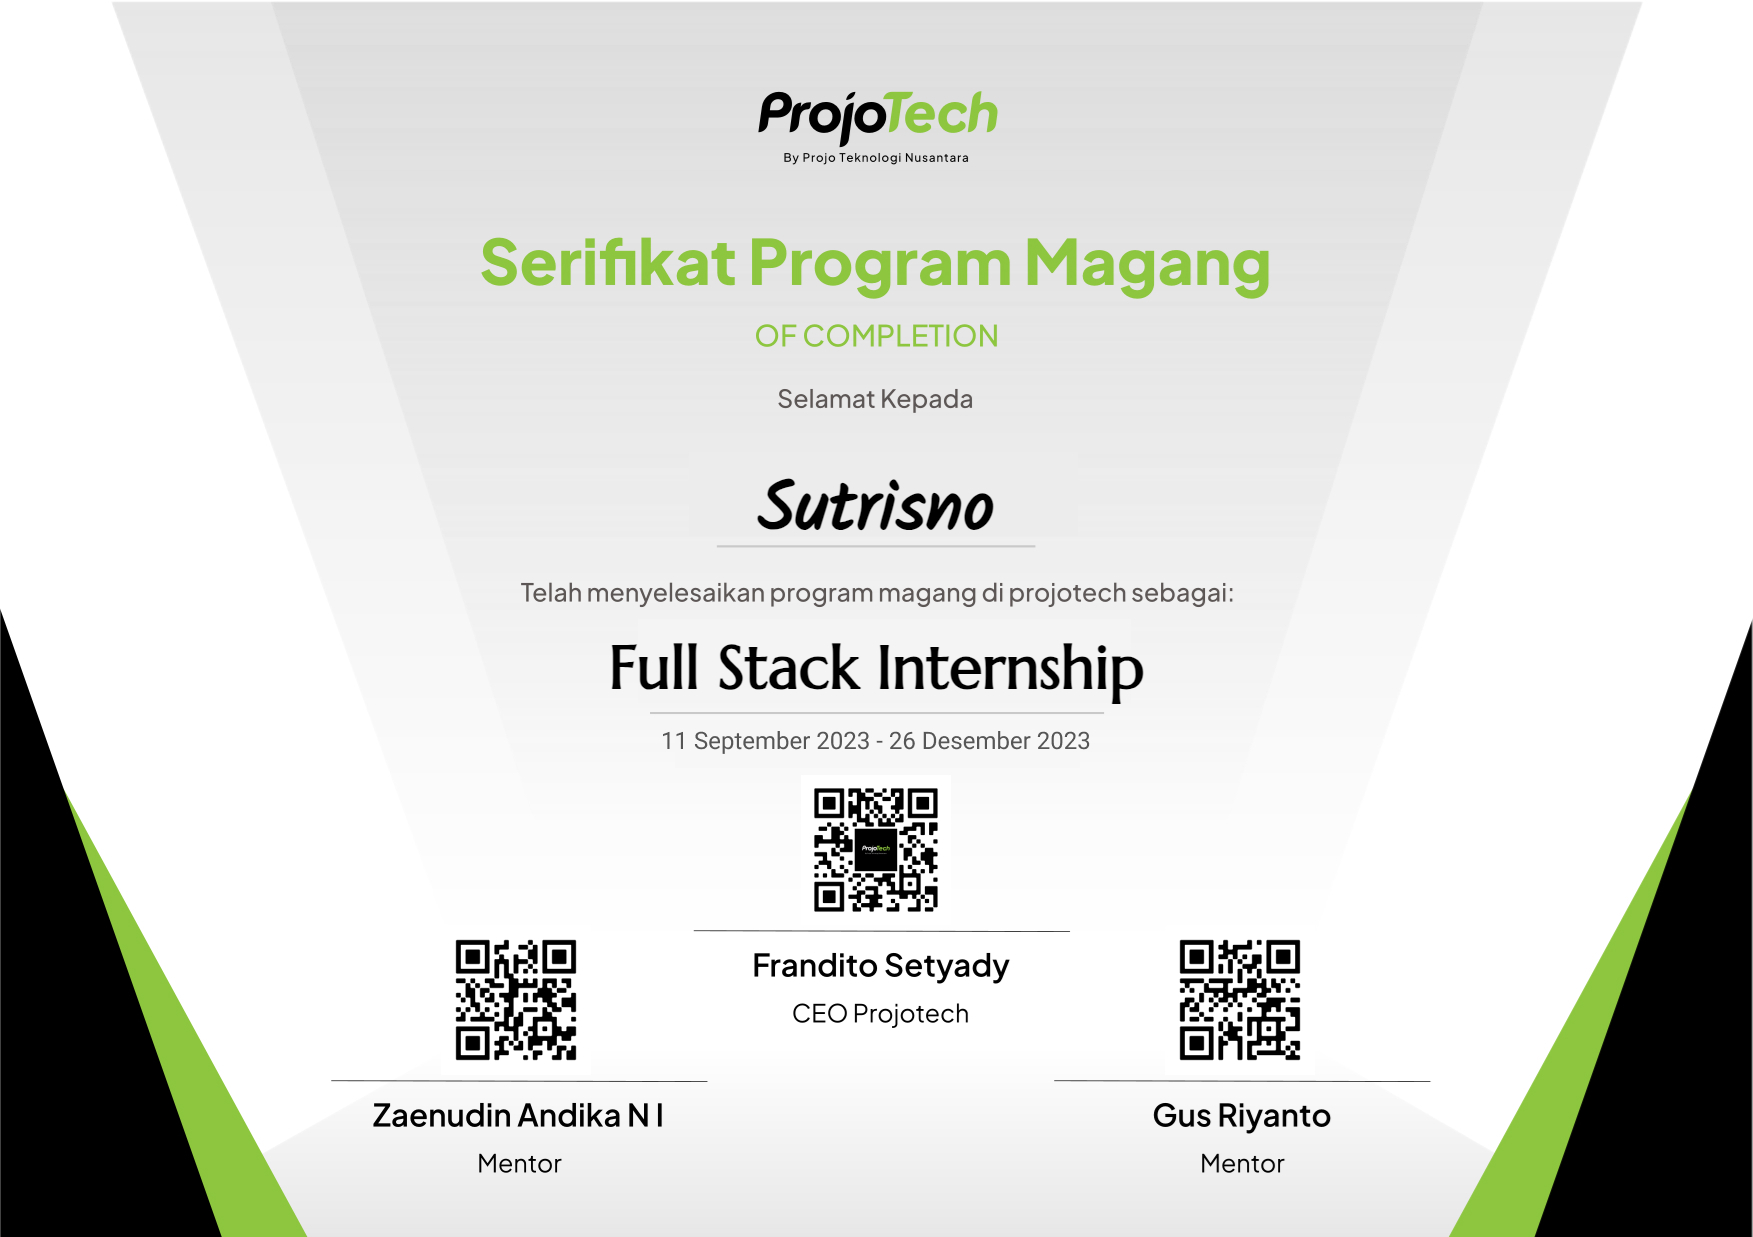 ProjoTech
By Projo Teknologi Nusantara
Serifikat Program Magang
OF COMPLETION
Selamat Kepada
Sutrisno
Telah menyelesaikan program magang di projotech sebagai:
Full Stack Internship
11 September 2023 - 26 Desember 2023
ProjoTech
Frandito Setyady
CEO Projotech
Zaenudin Andika N I
Mentor
Gus Riyanto
Mentor